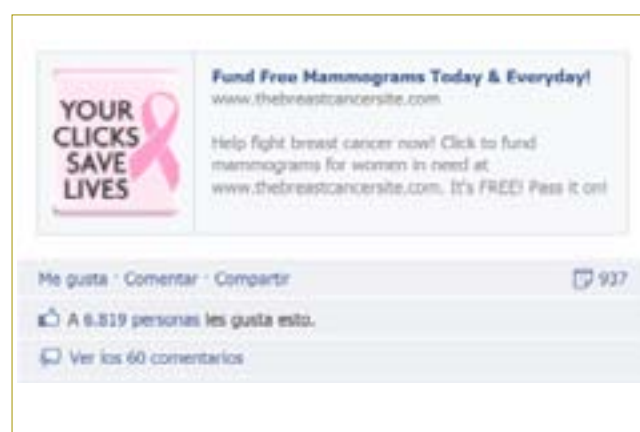 YOUR
CLICKS
SAVE
LIVES
Fund Free Mammograms Today & Everyday!
www.thebreastcancersite.com
Help fight breast cancer now! Click to fund
mammograms for women in need at
www.thebreastcancersite.com. It's FREE! Pass it on!
Me gusta · Comentar · Compartir
937
A 6.819 personas les gusta esto.
Ver los 60 comentarios